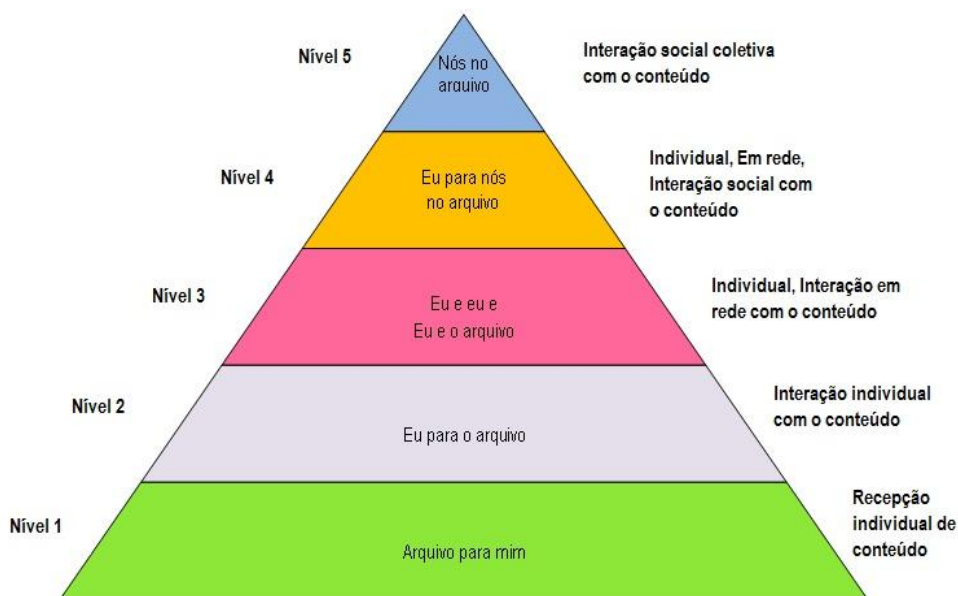 Nível 5
Nós no
arquivo
Interação social coletiva
com o conteúdo
Nível 4
Eu para nós
no arquivo
Individual, Em rede,
Interação social com
o conteúdo
Nível 3
Eu e eu e
Eu e o arquivo
Individual, Interação em
rede com o conteúdo
Nível 2
Eu para o arquivo
Interação individual
com o conteúdo
Nível 1
Arquivo para mim
Recepção
individual de
conteúdo